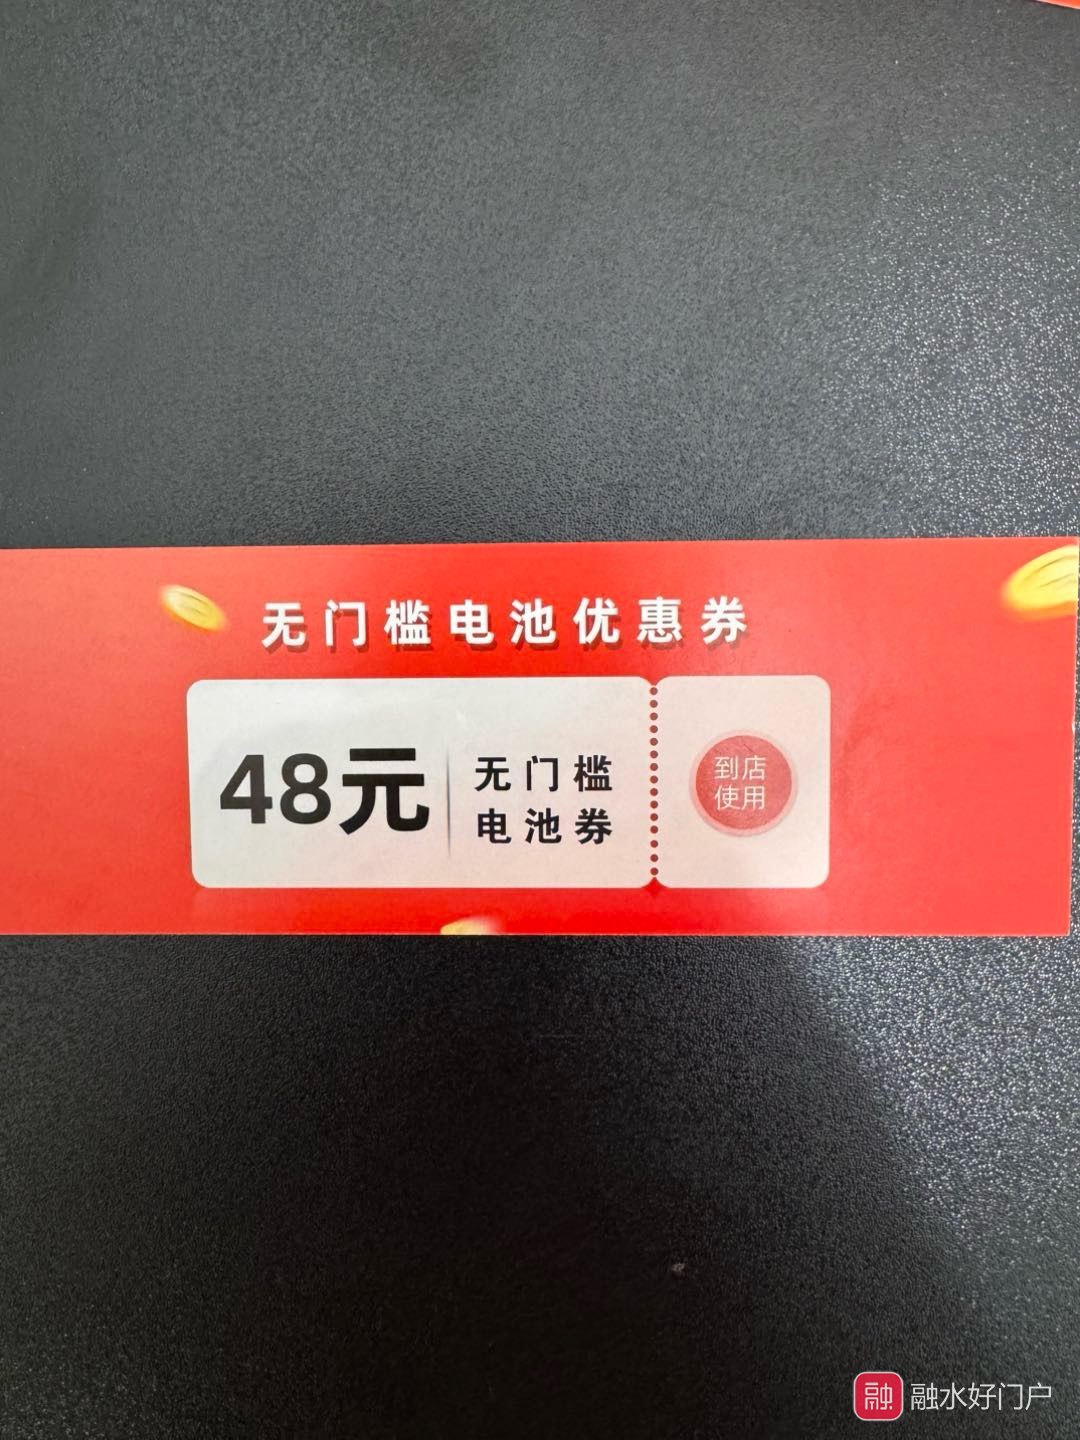 无门槛电池优惠券
48元
无门槛
电池券
到店
使用
融 融水好门户